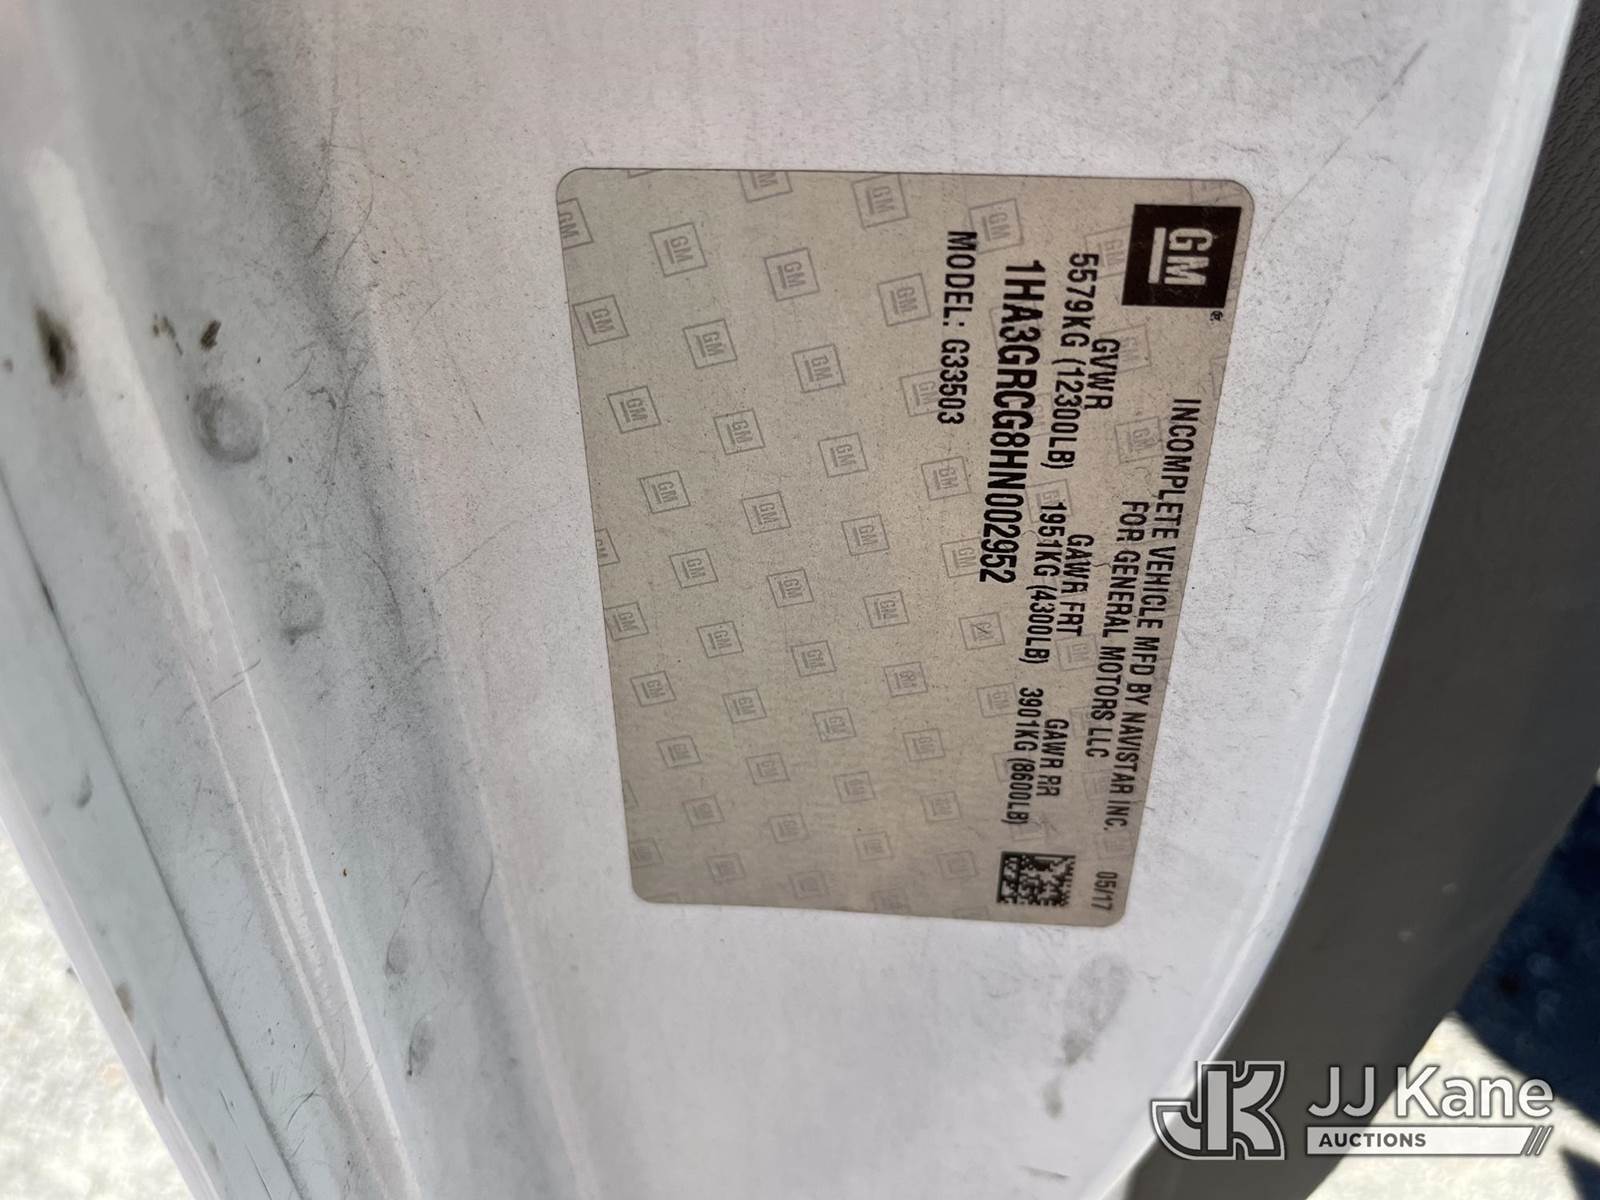 GM
INCOMPLETE VEHICLE MFD BY NAVISTAR INC. 05/17
FOR GENERAL MOTORS LLC
GVWR GAWR FRT GAWR RR
5579KG (12300LB) 1951KG (4300LB) 3901KG (8600LB)
1HA3GRCG8HN002952
MODEL: G33503
JK JJ Kane
AUCTIONS